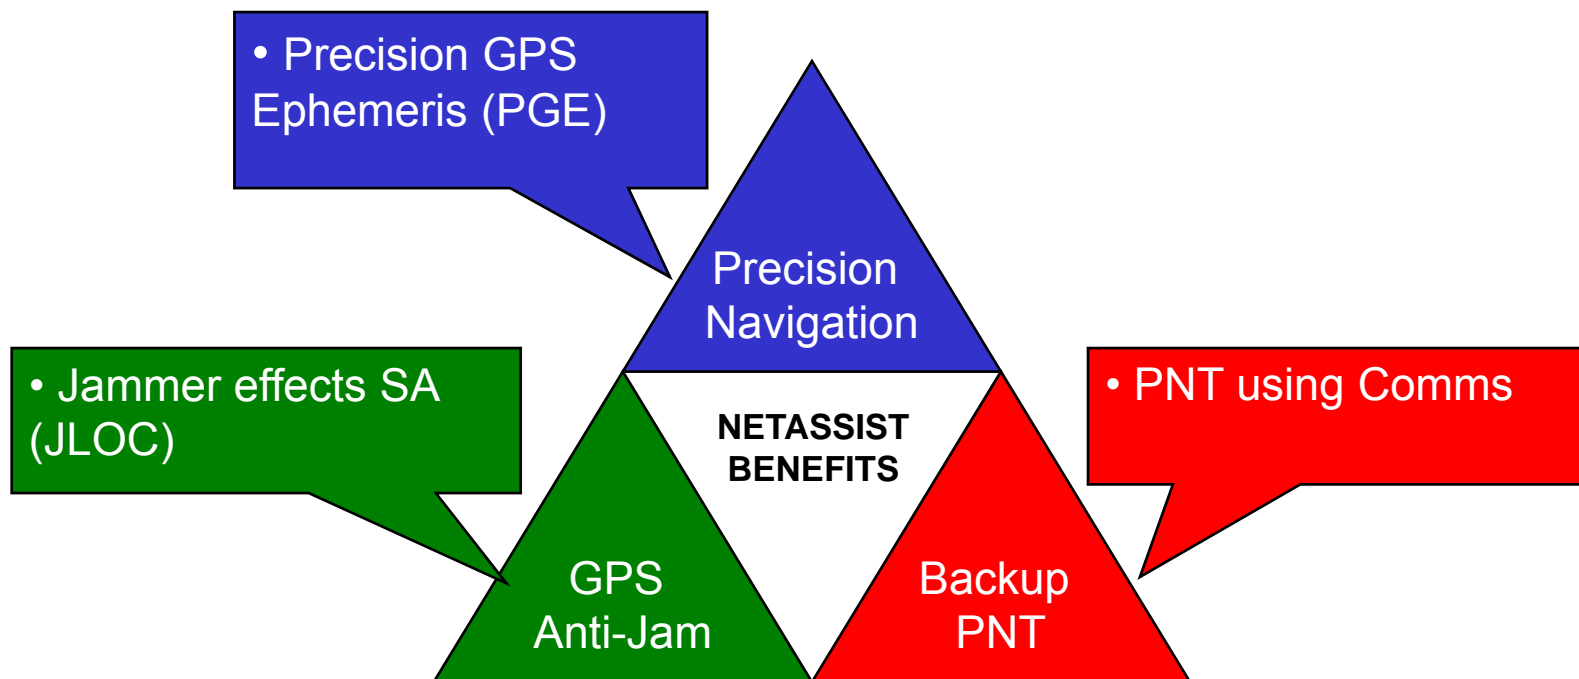 • Precision GPS
Ephemeris (PGE)
Precision
Navigation
• Jammer effects SA
(JLOC)
NETASSIST
BENEFITS
• PNT using Comms
GPS
Anti-Jam
Backup
PNT